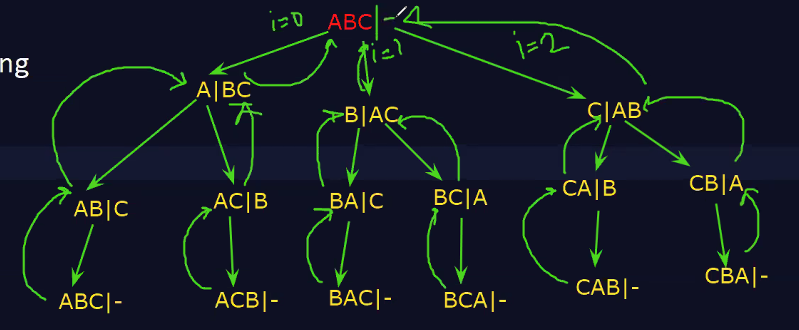 i=0
ABC|-
i=1
i=2
ng
A|BC
B|AC
C|AB
AB|C
AC|B
BA|C
BC|A
CA|B
CB|A
ABC|-
ACB|-
BAC|-
BCA|-
CAB|-
CBA|-